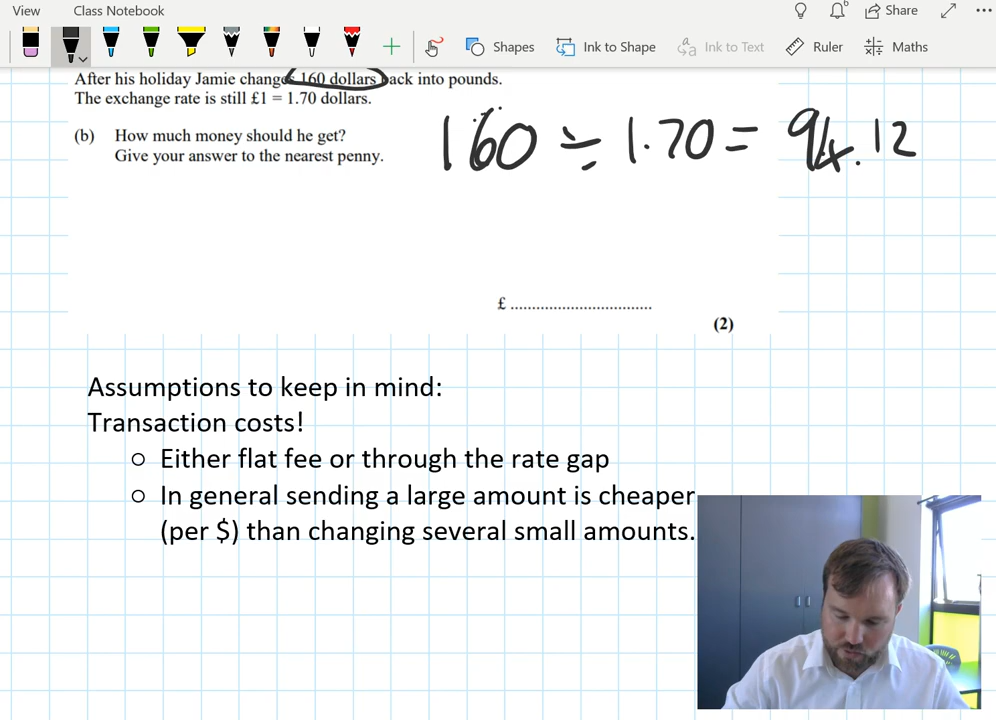 View Class Notebook Share
Shapes Ink to Shape Ink to Text Ruler Maths
After his holiday Jamie changes 160 dollars back into pounds.
The exchange rate is still £1 = 1.70 dollars.
(b) How much money should he get?
Give your answer to the nearest penny.
160 ÷ 1.70 = 94.12
£ ................................
(2)
Assumptions to keep in mind:
Transaction costs!
○ Either flat fee or through the rate gap
○ In general sending a large amount is cheaper
(per $) than changing several small amounts.